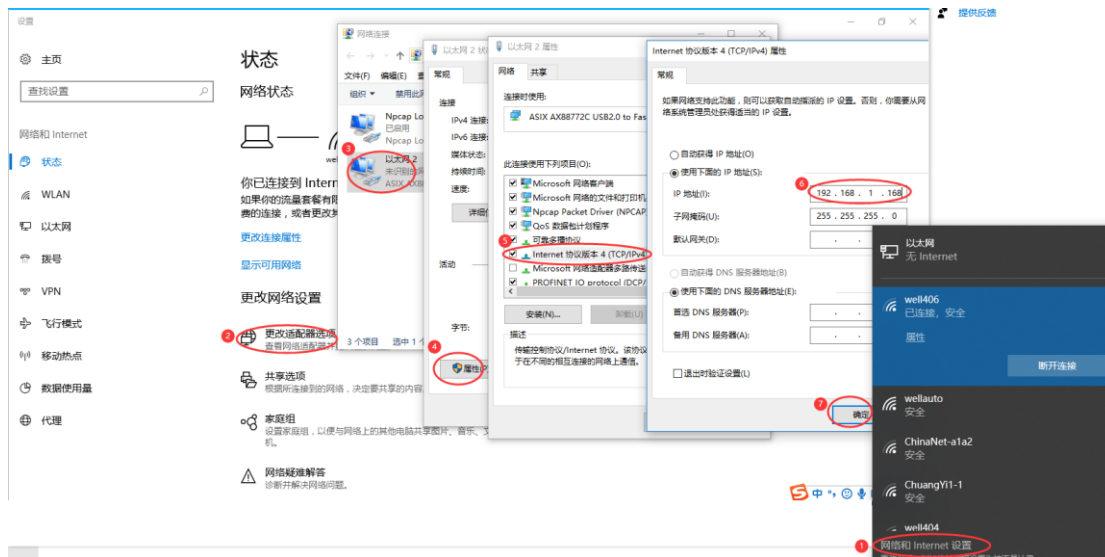 设置
提供反馈
主页
查找设置
网络和 Internet
状态
WLAN
以太网
拨号
VPN
飞行模式
移动热点
数据使用量
代理
状态
网络状态
你已连接到 Intern
如果你的流量套餐有限
费的连接，或者更改其
更改连接属性
显示可用网络
更改网络设置
2
更改适配器选项
查看网络适配器并
共享选项
根据所连接到的网络，决定要共享的内容
家庭组
设置家庭组，以便与网络上的其他电脑共享图片、音乐、文
机。
网络疑难解答
诊断并解决网络问题。
网络连接
文件(F) 编辑(E)
组织 禁用此网
Npcap Lo
已启用
Npcap Lo
3
以太网 2
未识别的网
ASIX AX88
3 个项目 选中 1 个
以太网 2 状
常规
连接
IPv4 连接:
IPv6 连接:
媒体状态:
持续时间:
速度:
详细(
活动
字节:
4
属性(P
以太网 2 属性
网络 共享
连接时使用:
ASIX AX88772C USB2.0 to Fas
此连接使用下列项目(O):
Microsoft 网络客户端
Microsoft 网络的文件和打印机
Npcap Packet Driver (NPCAP
QoS 数据包计划程序
5
可靠多播协议
Internet 协议版本 4 (TCP/IPv4)
Microsoft 网络适配器多路传送
PROFINET IO protocol (DCP/
安装(N)... 卸载(U)
描述
传输控制协议/Internet 协议。该协议
于在不同的相互连接的网络上通信。
Internet 协议版本 4 (TCP/IPv4) 属性
常规
如果网络支持此功能，则可以获取自动指派的 IP 设置。否则，你需要从网
络系统管理员处获得适当的 IP 设置。
自动获得 IP 地址(O)
使用下面的 IP 地址(S):
6
IP 地址(I): 192 . 168 . 1 . 168
子网掩码(U): 255 . 255 . 255 . 0
默认网关(D):
自动获得 DNS 服务器地址(B)
使用下面的 DNS 服务器地址(E):
首选 DNS 服务器(P):
备用 DNS 服务器(A):
退出时验证设置(L)
7
确定
中
以太网
无 Internet
well406
已连接，安全
属性
断开连接
wellauto
安全
ChinaNet-a1a2
安全
ChuangYi1-1
安全
well404
1
网络和 Internet 设置